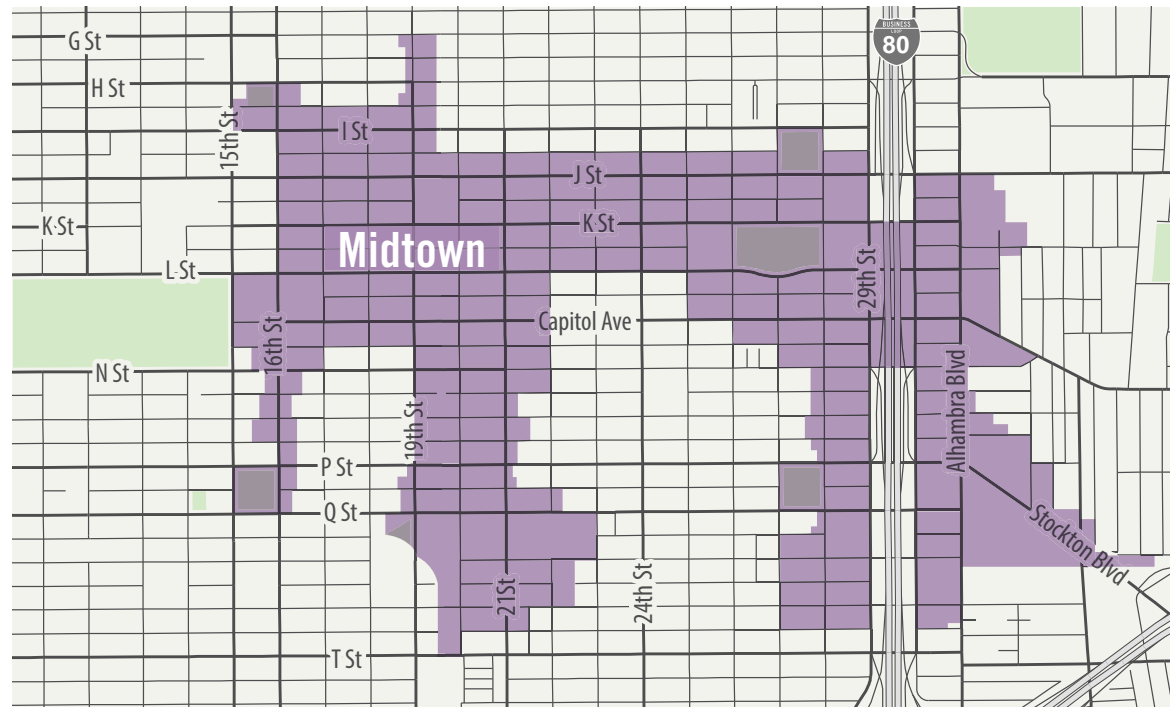 G St
BUSINESS
LOOP
80
H St
15th St
I St
J St
K St
K St
Midtown
L St
29th St
Capitol Ave
16th St
N St
Alhambra Blvd
19th St
P St
Q St
Stockton Blvd
21St
24th St
T St